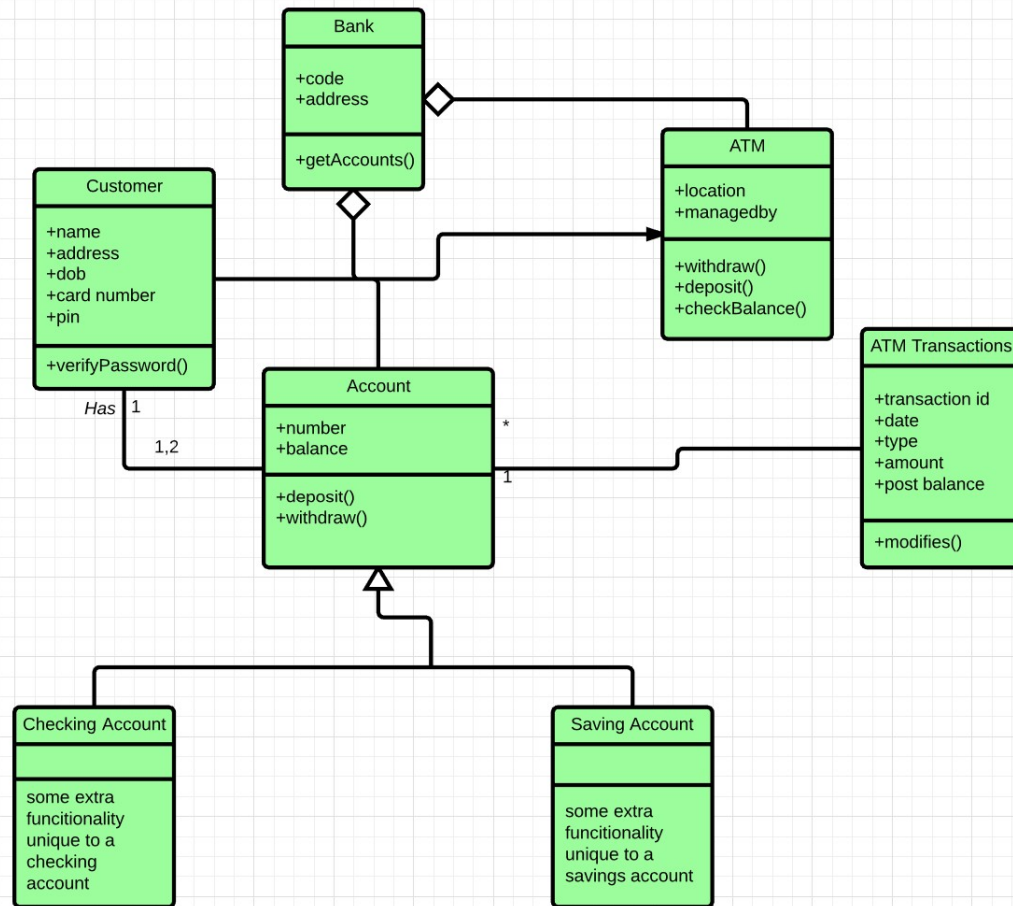 Bank
+code
+address
+getAccounts()
ATM
+location
+managedby
+withdraw()
+deposit()
+checkBalance()
Customer
+name
+address
+dob
+card number
+pin
+verifyPassword()
Has
1
1,2
Account
+number
+balance
+deposit()
+withdraw()
*
1
ATM Transactions
+transaction id
+date
+type
+amount
+post balance
+modifies()
Checking Account
some extra
funcitionality
unique to a
checking
account
Saving Account
some extra
funcitionality
unique to a
savings account